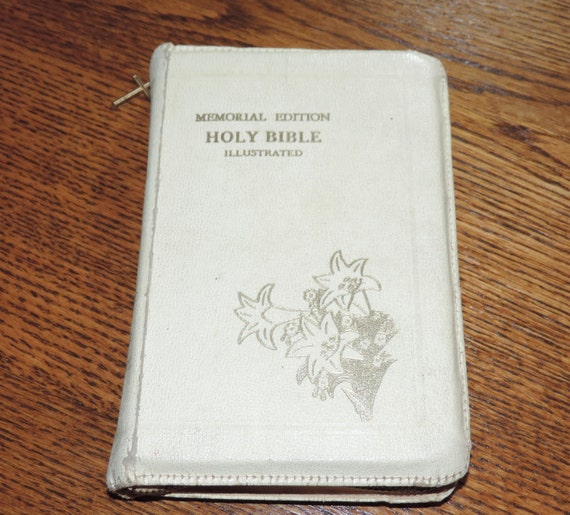 MEMORIAL EDITION
HOLY BIBLE
ILLUSTRATED